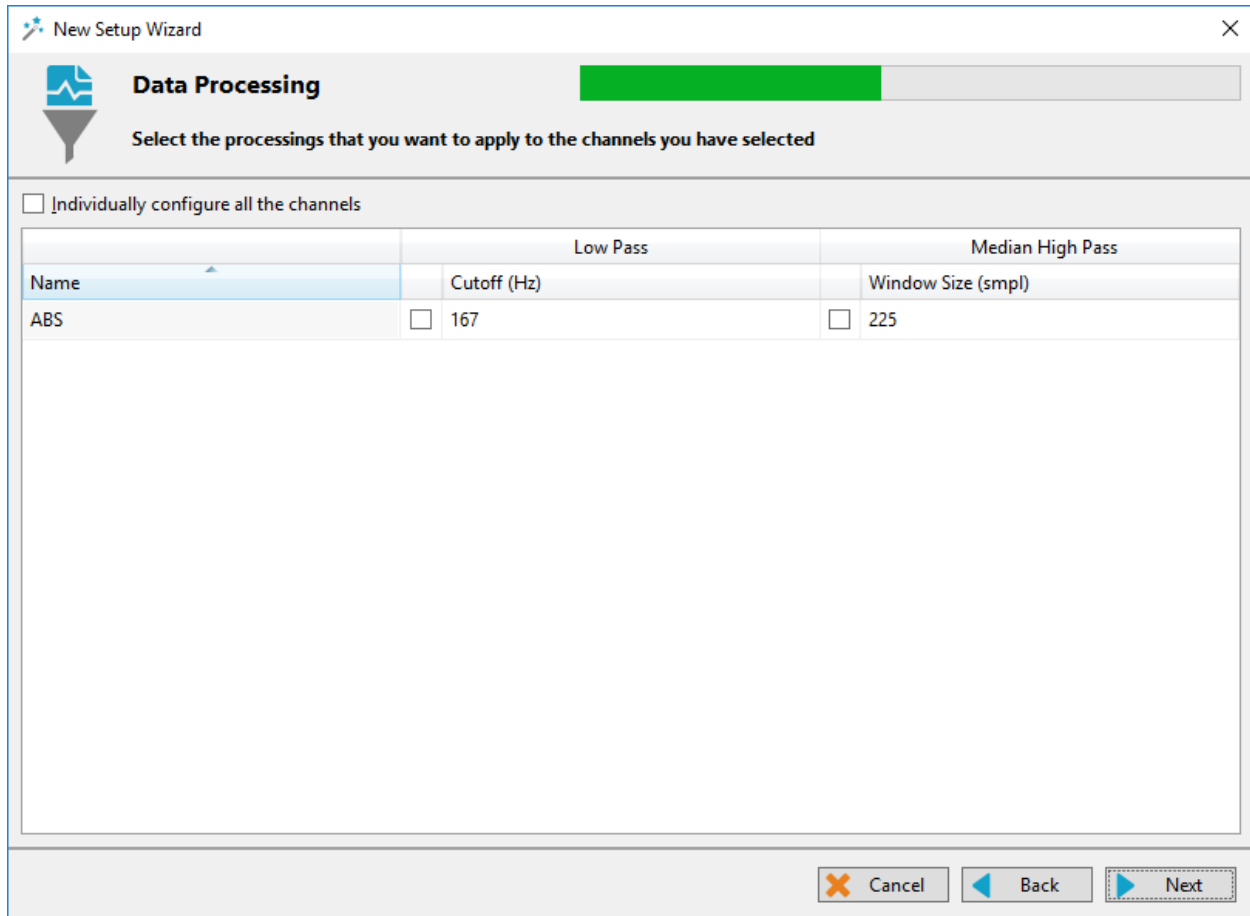 New Setup Wizard
Data Processing
Select the processings that you want to apply to the channels you have selected
Individually configure all the channels
Low Pass Median High Pass
Name Cutoff (Hz) Window Size (smpl)
ABS 167 225
Cancel Back Next